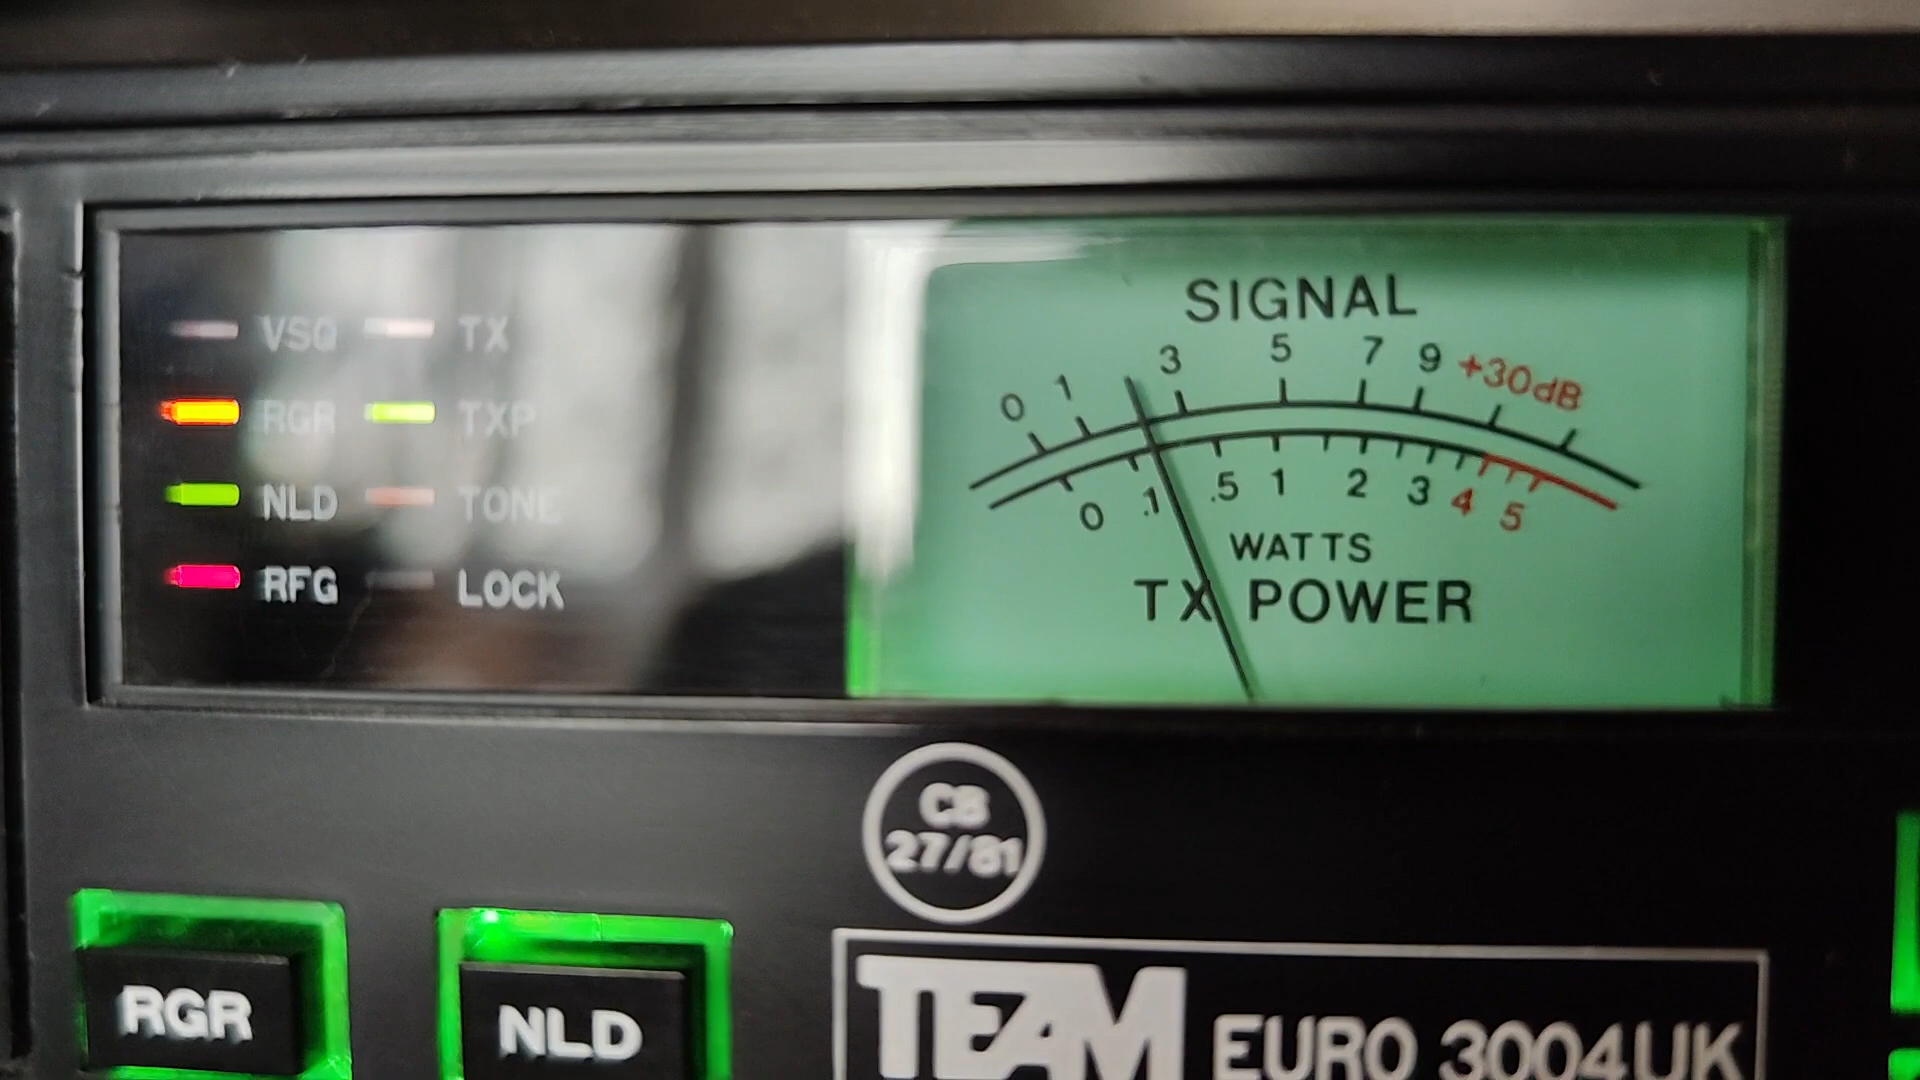 VSQ TX
RGR TXP
NLD TONE
RFG LOCK
SIGNAL
0 1 3 5 7 9 +30dB
0 .1 .5 1 2 3 4 5
WATTS
TX POWER
CB
27/81
RGR
NLD
TEAM EURO 3004UK